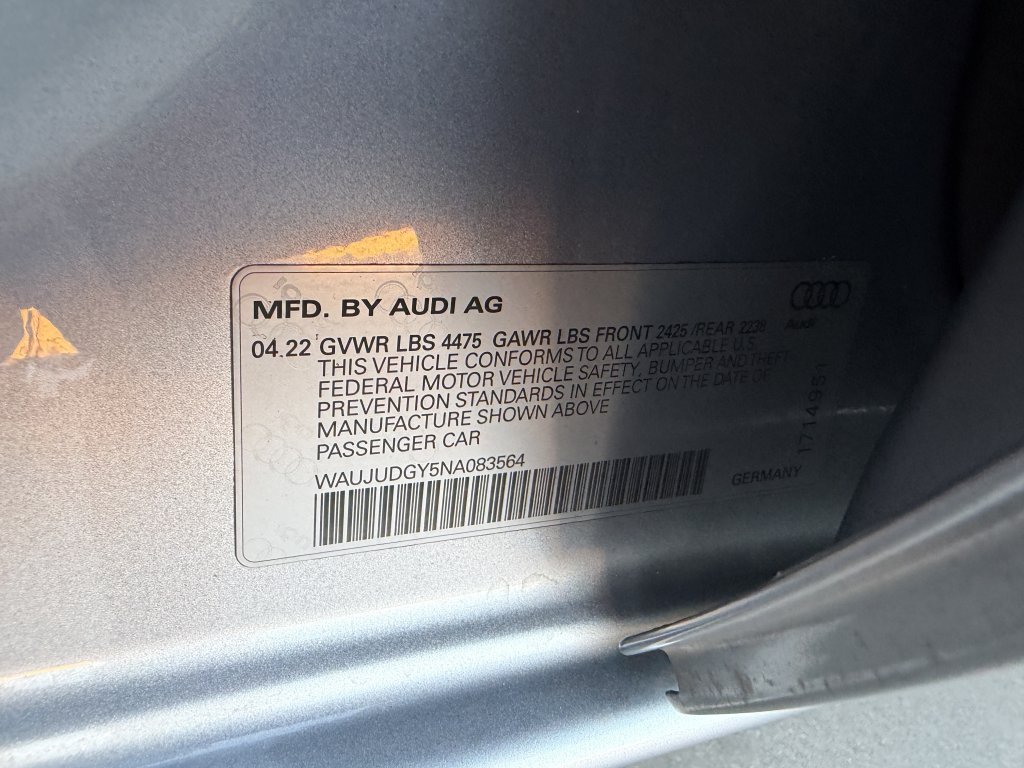 MFD. BY AUDI AG
Audi
04.22 GVWR LBS 4475 GAWR LBS FRONT 2425 /REAR 2238
THIS VEHICLE CONFORMS TO ALL APPLICABLE U.S.
FEDERAL MOTOR VEHICLE SAFETY, BUMPER AND THEFT
PREVENTION STANDARDS IN EFFECT ON THE DATE OF
MANUFACTURE SHOWN ABOVE
PASSENGER CAR
WAUJUDGY5NA083564
GERMANY
17149951